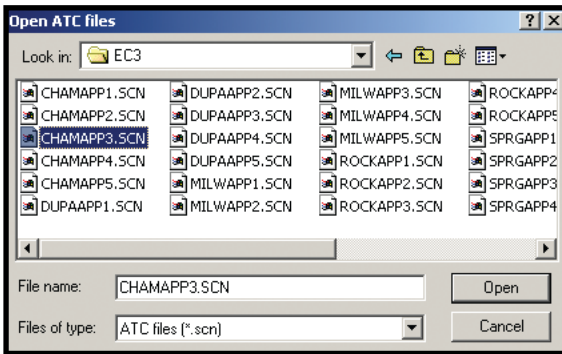 Open ATC files
Look in: EC3
CHAMAPP1.SCN DUPAAPP2.SCN MILWAPP3.SCN ROCKAPP4
CHAMAPP2.SCN DUPAAPP3.SCN MILWAPP4.SCN ROCKAPP5
CHAMAPP3.SCN DUPAAPP4.SCN MILWAPP5.SCN SPRGAPP1
CHAMAPP4.SCN DUPAAPP5.SCN ROCKAPP1.SCN SPRGAPP2
CHAMAPP5.SCN MILWAPP1.SCN ROCKAPP2.SCN SPRGAPP3
DUPAAPP1.SCN MILWAPP2.SCN ROCKAPP3.SCN SPRGAPP4
File name: CHAMAPP3.SCN Open
Files of type: ATC files (*.scn) Cancel